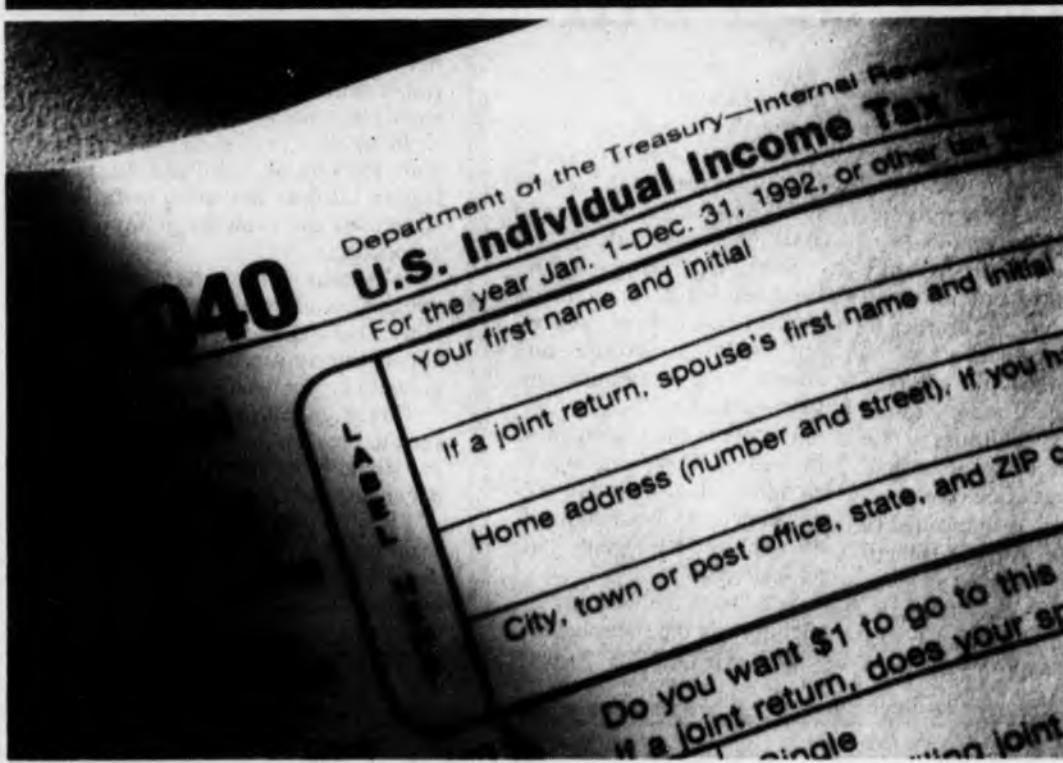 Department of the Treasury—Internal
040 U.S. Individual Income Tax
For the year Jan. 1–Dec. 31, 1992, or other tax
Your first name and initial
If a joint return, spouse's first name and initial
Home address (number and street). If you
City, town or post office, state, and ZIP
LABEL
Do you want $1 to go to this
If a joint return, does your
Single
filing joint